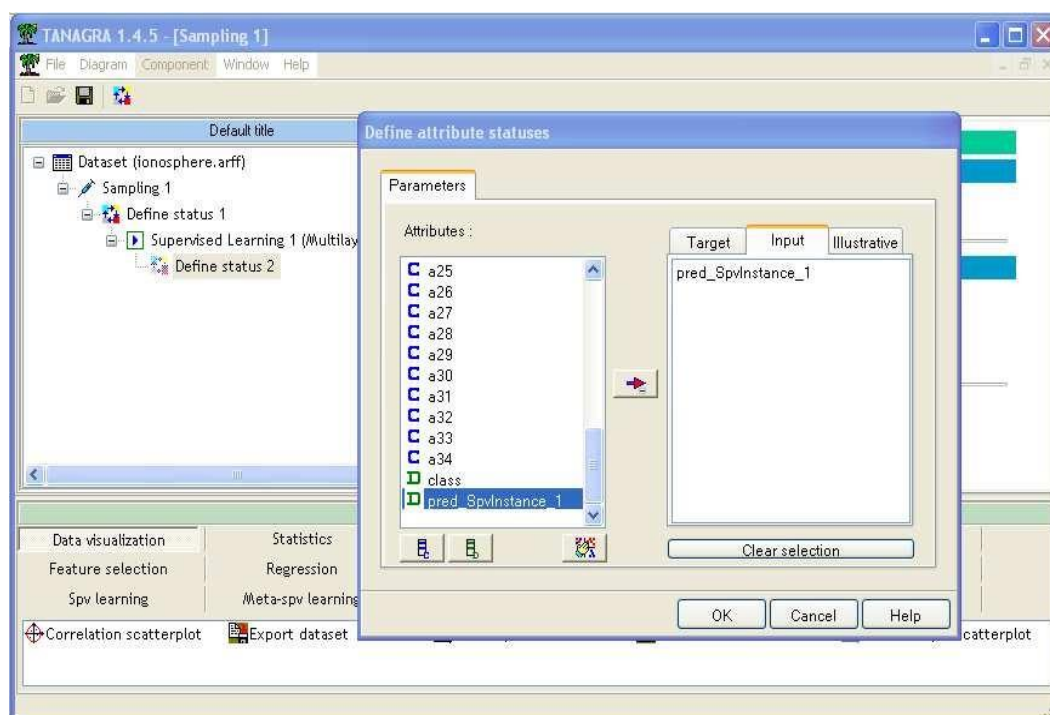 TANAGRA 1.4.5 - [Sampling 1]
File Diagram Component Window Help
Default title
Dataset (ionosphere.arff)
Sampling 1
Define status 1
Supervised Learning 1 (Multilay
Define status 2
Define attribute statuses
Parameters
Attributes :
C a25
C a26
C a27
C a28
C a29
C a30
C a31
C a32
C a33
C a34
D class
D pred_SpvInstance_1
Target Input Illustrative
pred_SpvInstance_1
Clear selection
OK Cancel Help
Data visualization Statistics
Feature selection Regression
Spv learning Meta-spv learning
Correlation scatterplot Export dataset catterplot